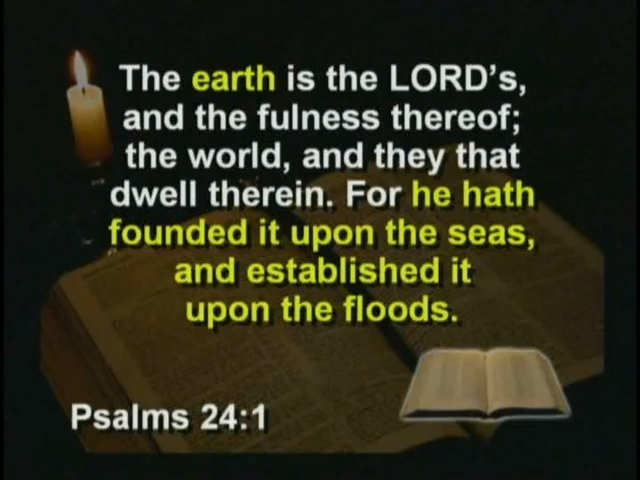 The earth is the LORD's,
and the fulness thereof;
the world, and they that
dwell therein. For he hath
founded it upon the seas,
and established it
upon the floods.
Psalms 24:1